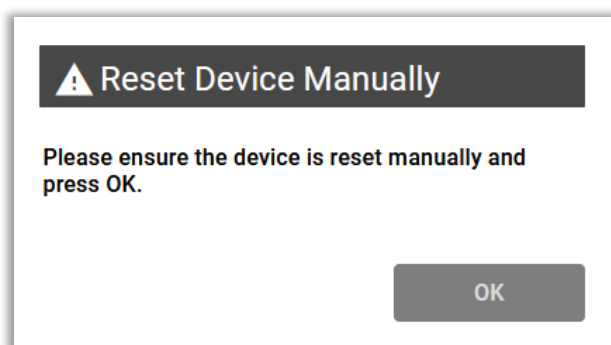 Reset Device Manually
Please ensure the device is reset manually and
press OK.
OK